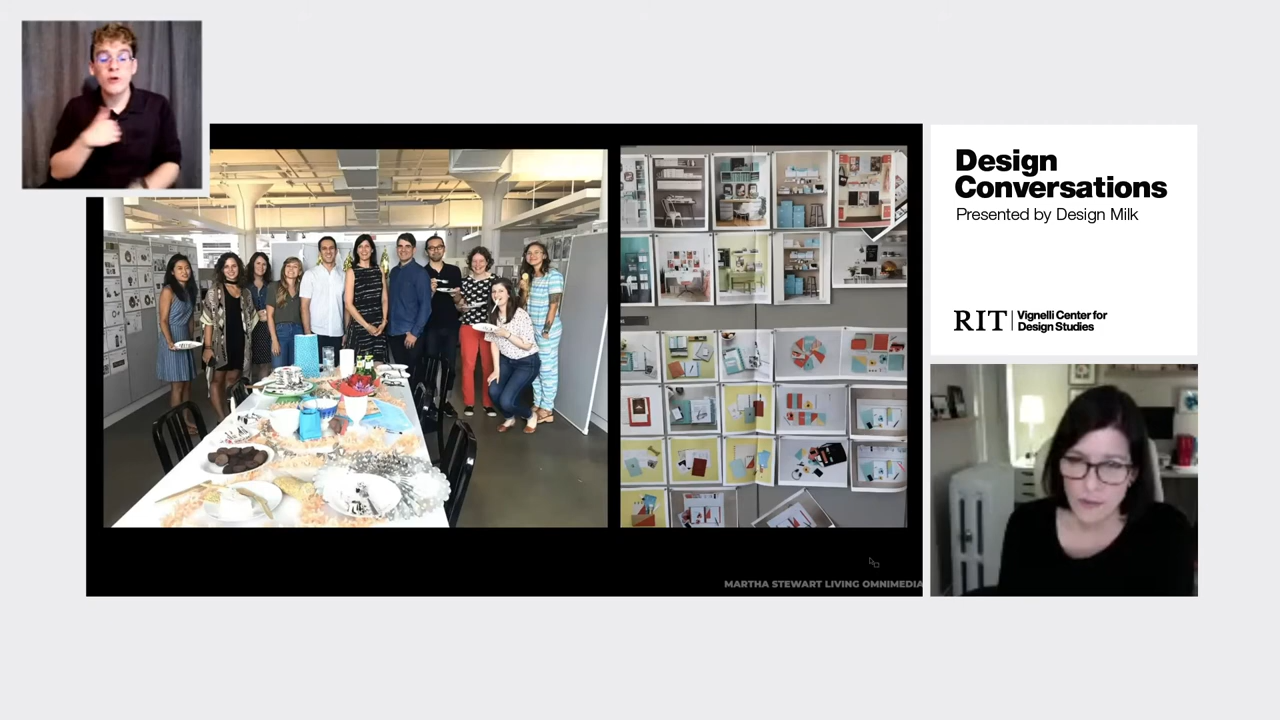 Design
Conversations
Presented by Design Milk
RIT
Vignelli Center for
Design Studies
MARTHA STEWART LIVING OMNIMEDIA